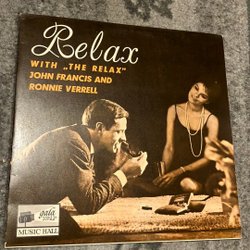 Relax
WITH „THE RELAX”
JOHN FRANCIS AND
RONNIE VERRELL
gala
MUSIC HALL